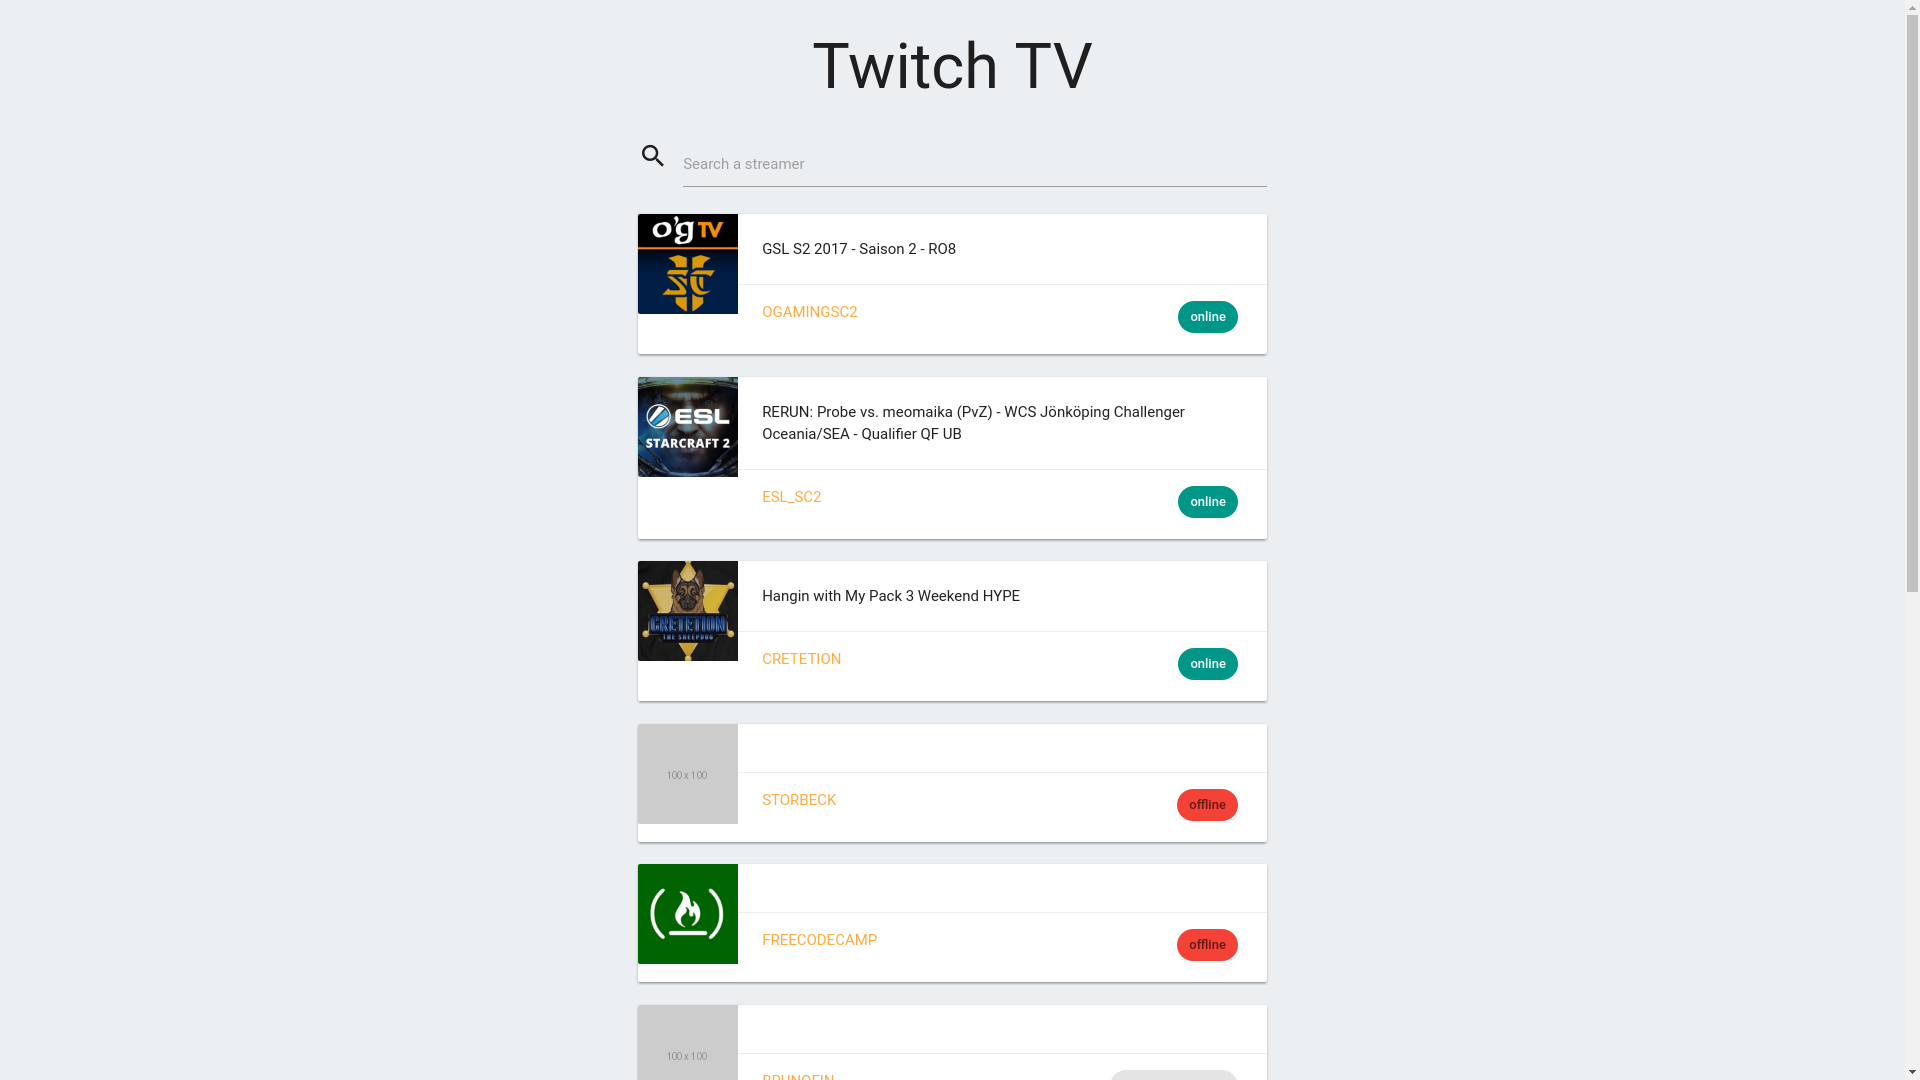 Twitch TV
Search a streamer
o'g TV
GSL S2 2017 - Saison 2 - RO8
OGAMINGSC2
online
ESL
STARCRAFT 2
RERUN: Probe vs. meomaika (PvZ) - WCS Jönköping Challenger
Oceania/SEA - Qualifier QF UB
ESL_SC2
online
CRETETION
THE SHEEPDOG
Hangin with My Pack 3 Weekend HYPE
CRETETION
online
100 x 100
STORBECK
offline
FREECODECAMP
offline
100 x 100